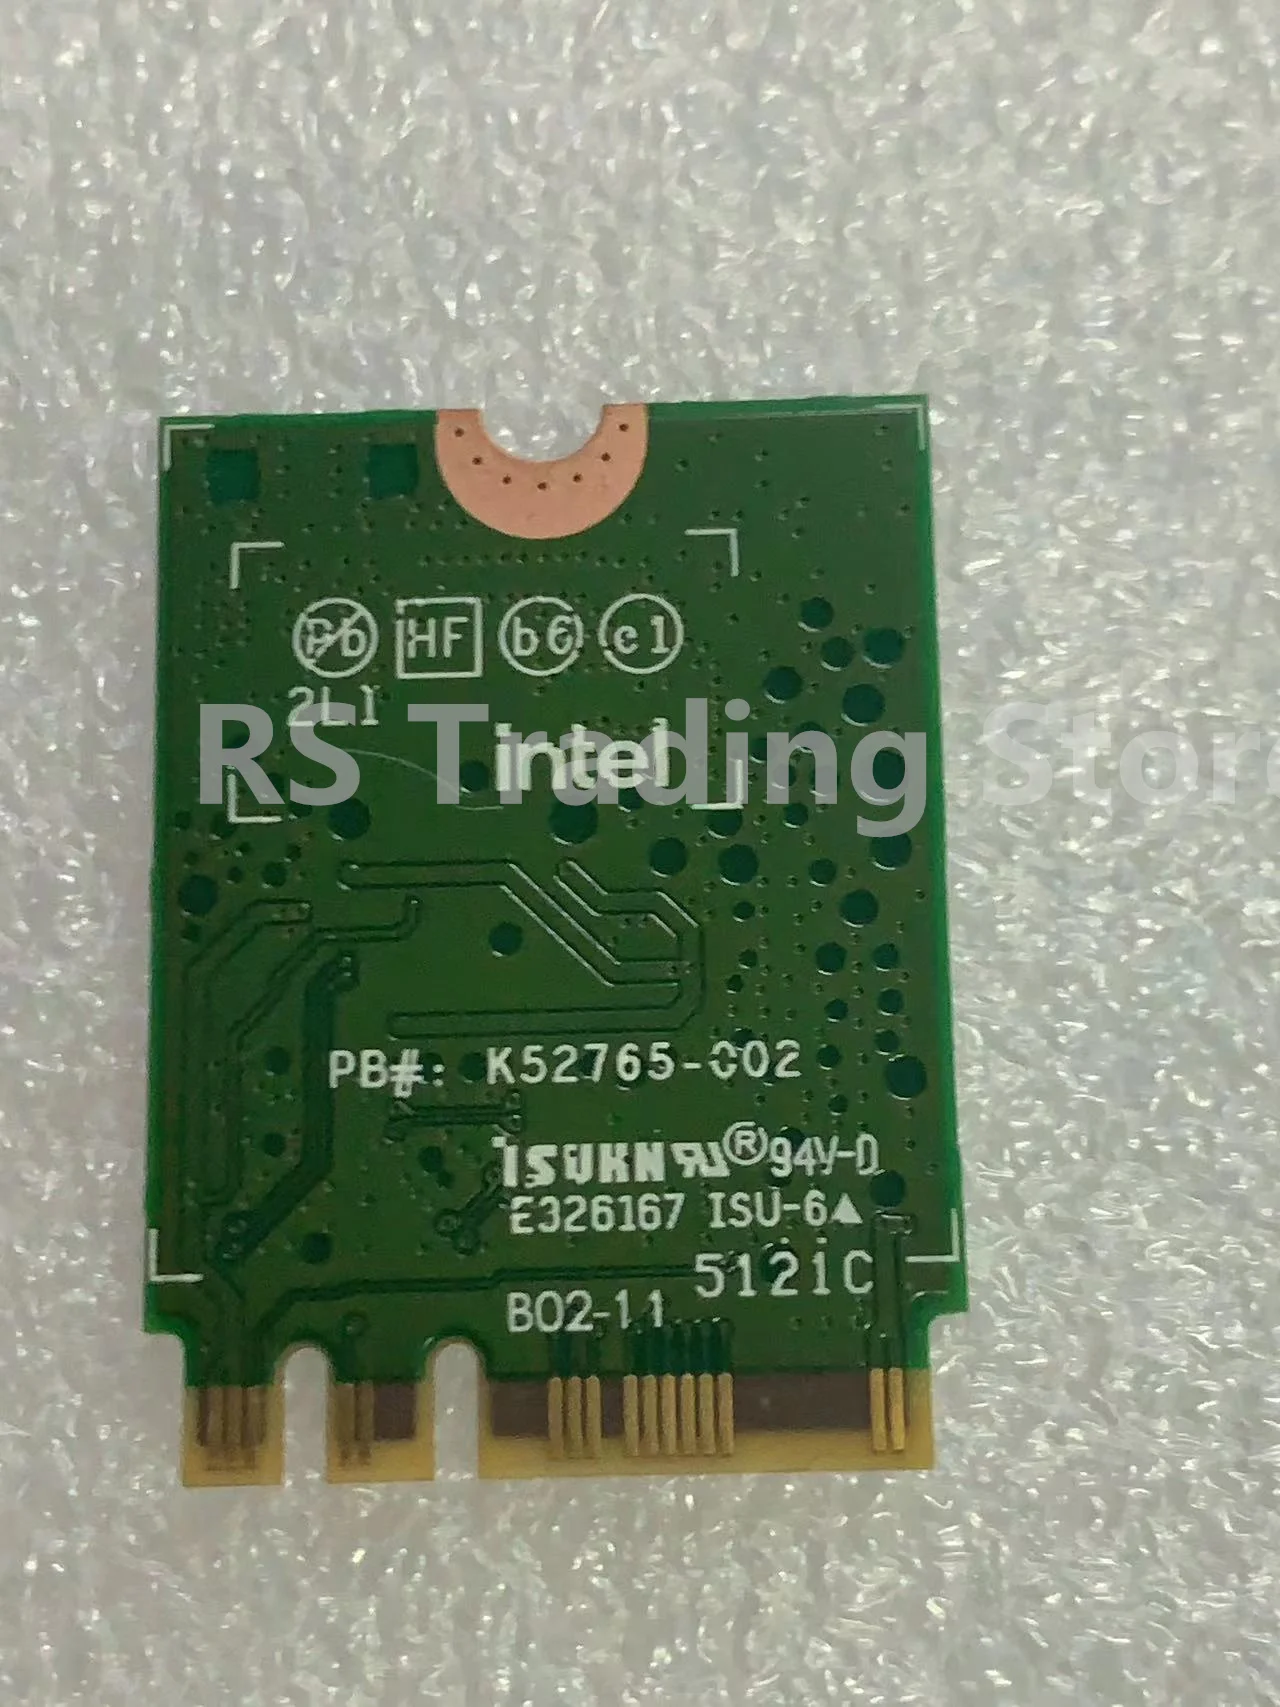 Pb HF b6 e1
2L1
intel
RS Trading Store
PB#: K52765-002
ISUKN RU® 94V-0
E326167 ISU-6▲
5121C
B02-11